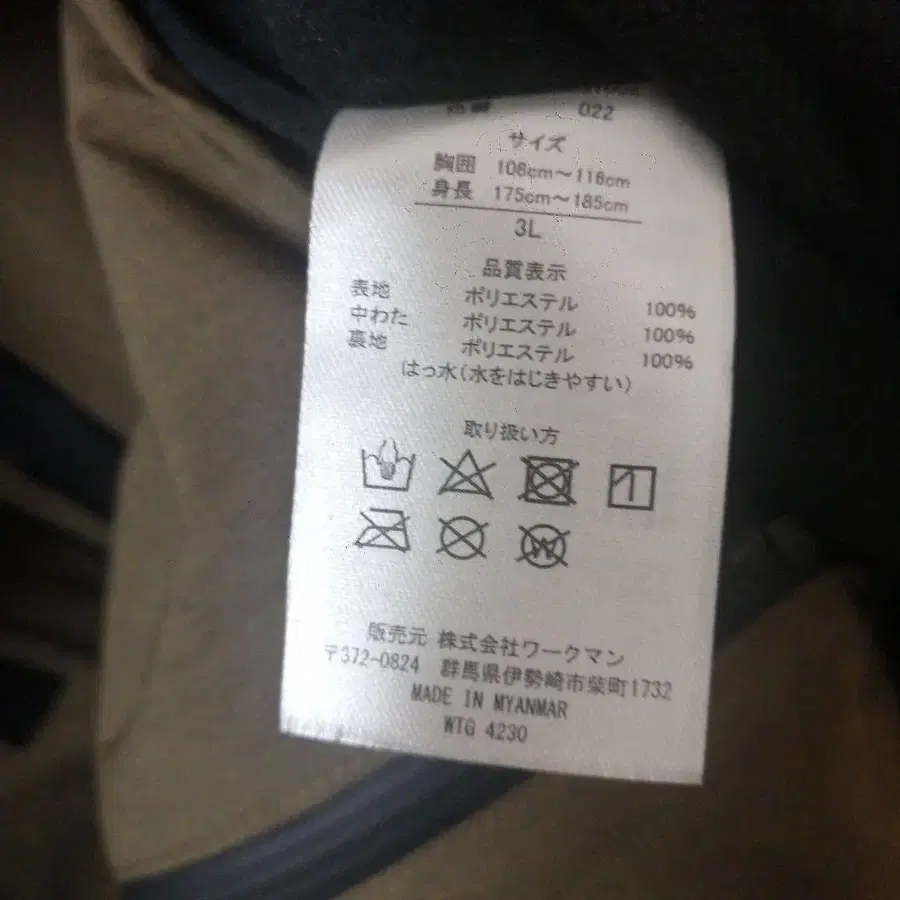 022
サイズ
胸囲 108cm～118cm
身長 175cm～185cm
3L
品質表示
表地 ポリエステル 100%
中わた ポリエステル 100%
裏地 ポリエステル 100%
はっ水(水をはじきやすい)
取り扱い方
W
販売元 株式会社ワークマン
〒372-0824 群馬県伊勢崎市柴町1732
MADE IN MYANMAR
WTG 4230